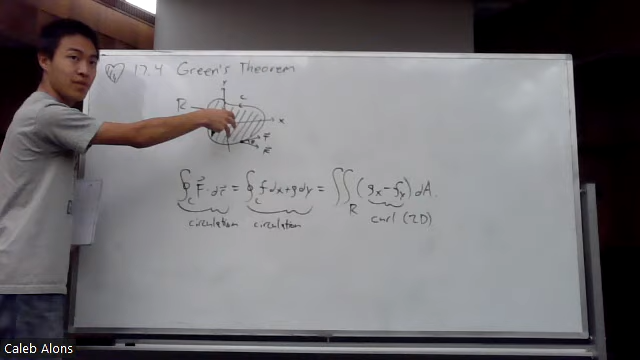 17.4 Green's Theorem
y
R
C
x
∮_C F⃗ · dr⃗ = ∮_C f dx + g dy = ∬_R (g_x − f_y) dA.
circulation circulation curl (2D)
Caleb Alons